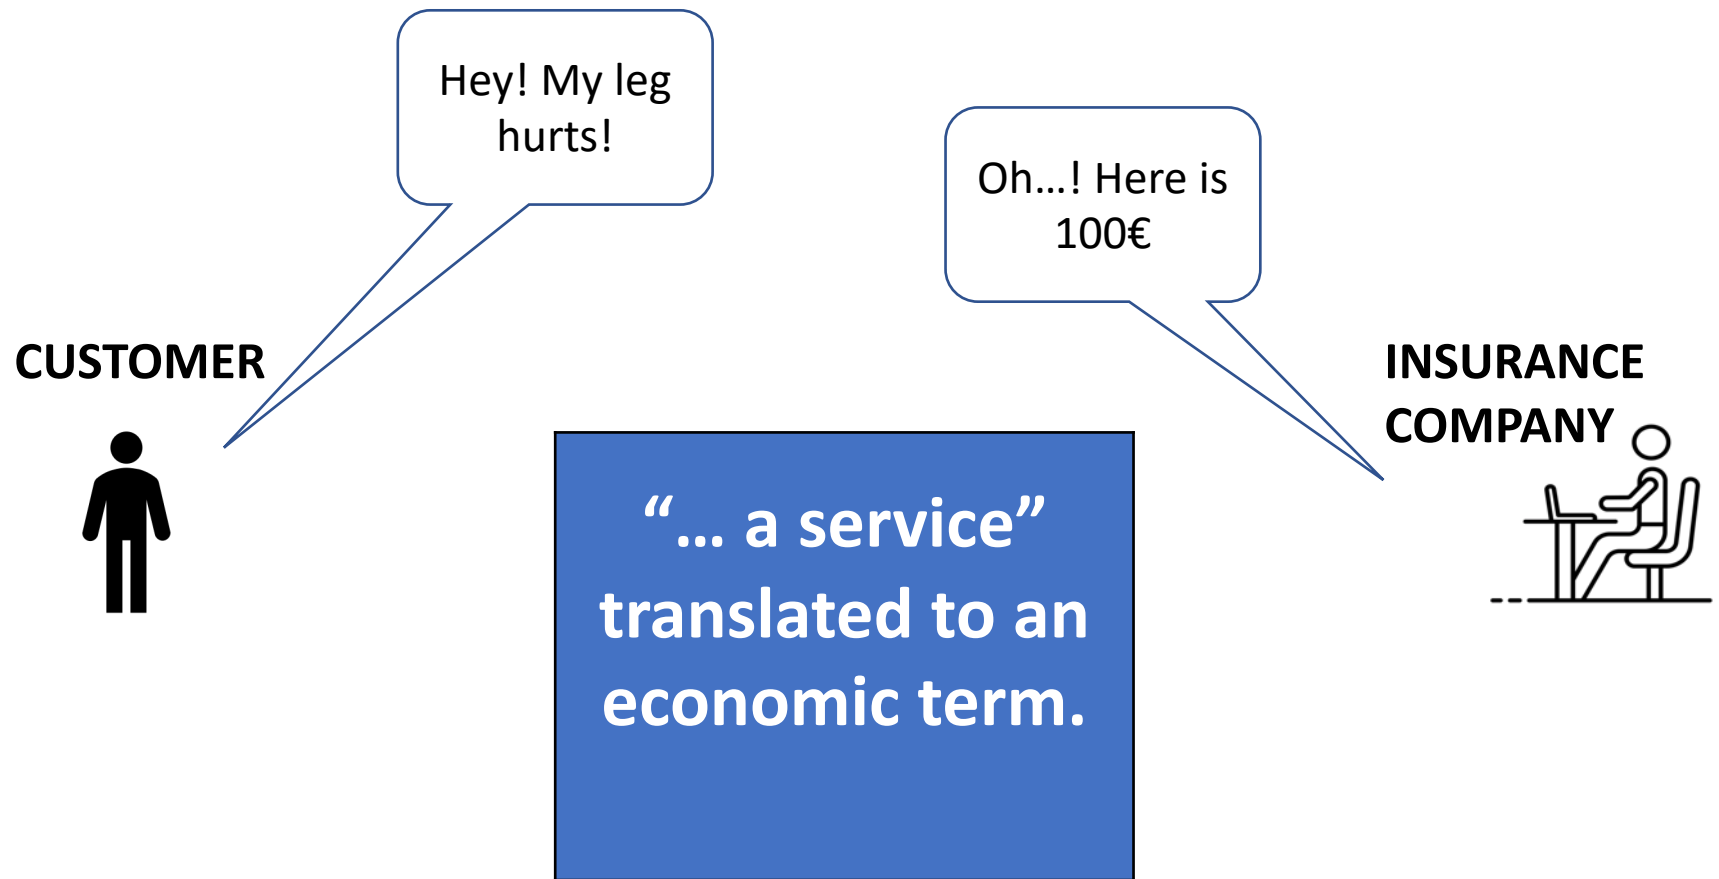 Hey! My leg
hurts!
Oh...! Here is
100€
CUSTOMER
INSURANCE
COMPANY
“... a service”
translated to an
economic term.